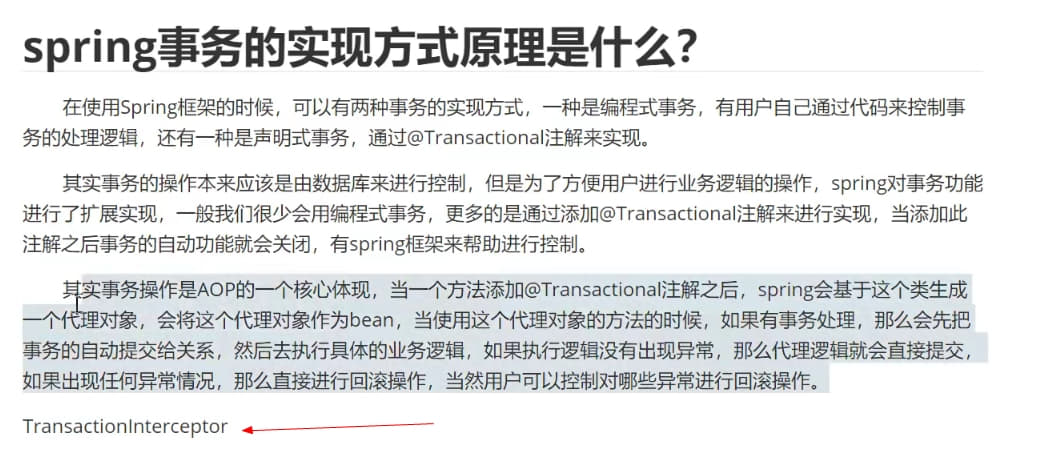 spring事务的实现方式原理是什么?
在使用Spring框架的时候，可以有两种事务的实现方式，一种是编程式事务，有用户自己通过代码来控制事
务的处理逻辑，还有一种是声明式事务，通过@Transactional注解来实现。
其实事务的操作本来应该是由数据库来进行控制，但是为了方便用户进行业务逻辑的操作，spring对事务功能
进行了扩展实现，一般我们很少会用编程式事务，更多的是通过添加@Transactional注解来进行实现，当添加此
注解之后事务的自动功能就会关闭，有spring框架来帮助进行控制。
其实事务操作是AOP的一个核心体现，当一个方法添加@Transactional注解之后，spring会基于这个类生成
一个代理对象，会将这个代理对象作为bean，当使用这个代理对象的方法的时候，如果有事务处理，那么会先把
事务的自动提交给关系，然后去执行具体的业务逻辑，如果执行逻辑没有出现异常，那么代理逻辑就会直接提交，
如果出现任何异常情况，那么直接进行回滚操作，当然用户可以控制对哪些异常进行回滚操作。
TransactionInterceptor